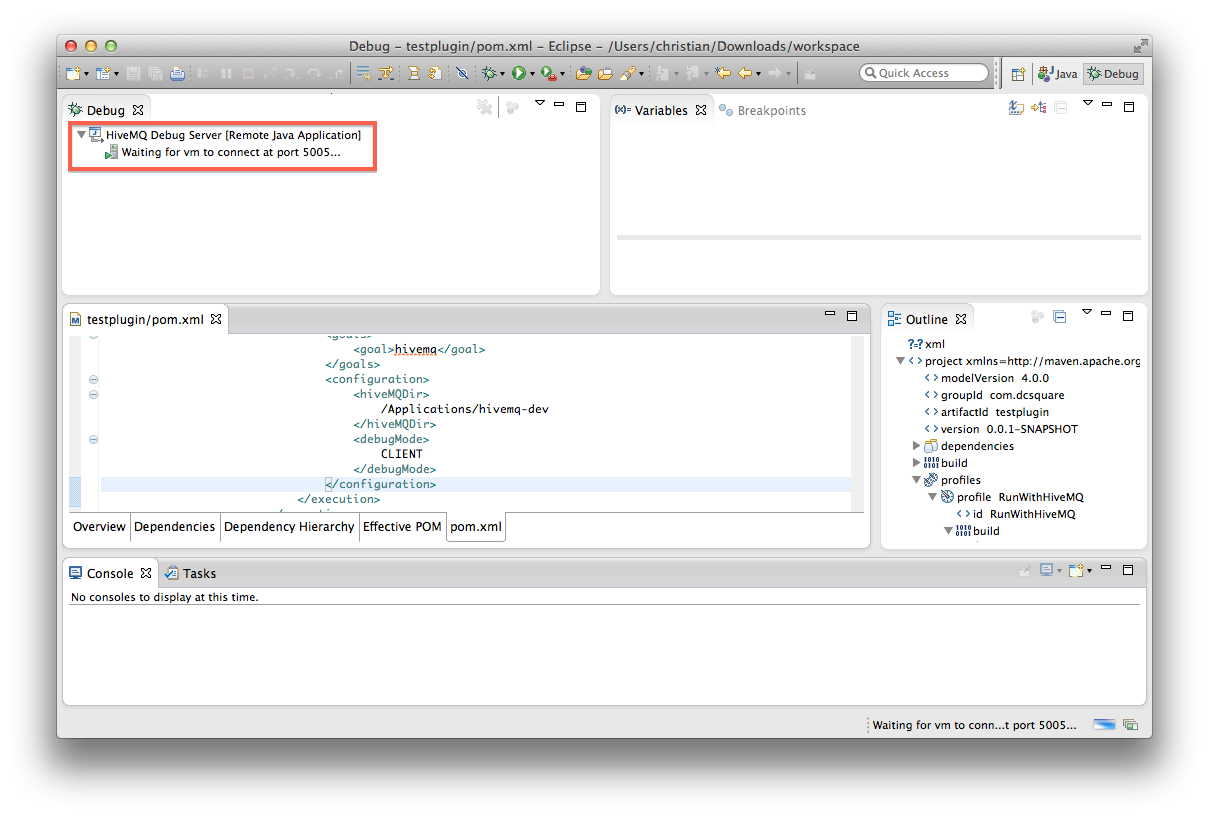 Debug – testplugin/pom.xml – Eclipse – /Users/christian/Downloads/workspace
Quick Access
Java
Debug
Debug
HiveMQ Debug Server [Remote Java Application]
Waiting for vm to connect at port 5005...
(x)= Variables
Breakpoints
testplugin/pom.xml
<goals>
<goal>hivemq</goal>
</goals>
<configuration>
<hiveMQDir>
/Applications/hivemq-dev
</hiveMQDir>
<debugMode>
CLIENT
</debugMode>
</configuration>
</execution>
Overview
Dependencies
Dependency Hierarchy
Effective POM
pom.xml
Outline
?=? xml
project xmlns=http://maven.apache.org
modelVersion 4.0.0
groupId com.dcsquare
artifactId testplugin
version 0.0.1-SNAPSHOT
dependencies
build
profiles
profile RunWithHiveMQ
id RunWithHiveMQ
build
Console
Tasks
No consoles to display at this time.
Waiting for vm to conn...t port 5005...